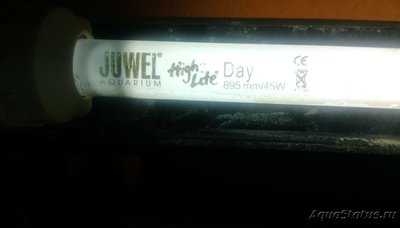 JUWEL®
AQUARIUM
High Lite®
Day
895 mm/45W
CE
AquaStatus.ru